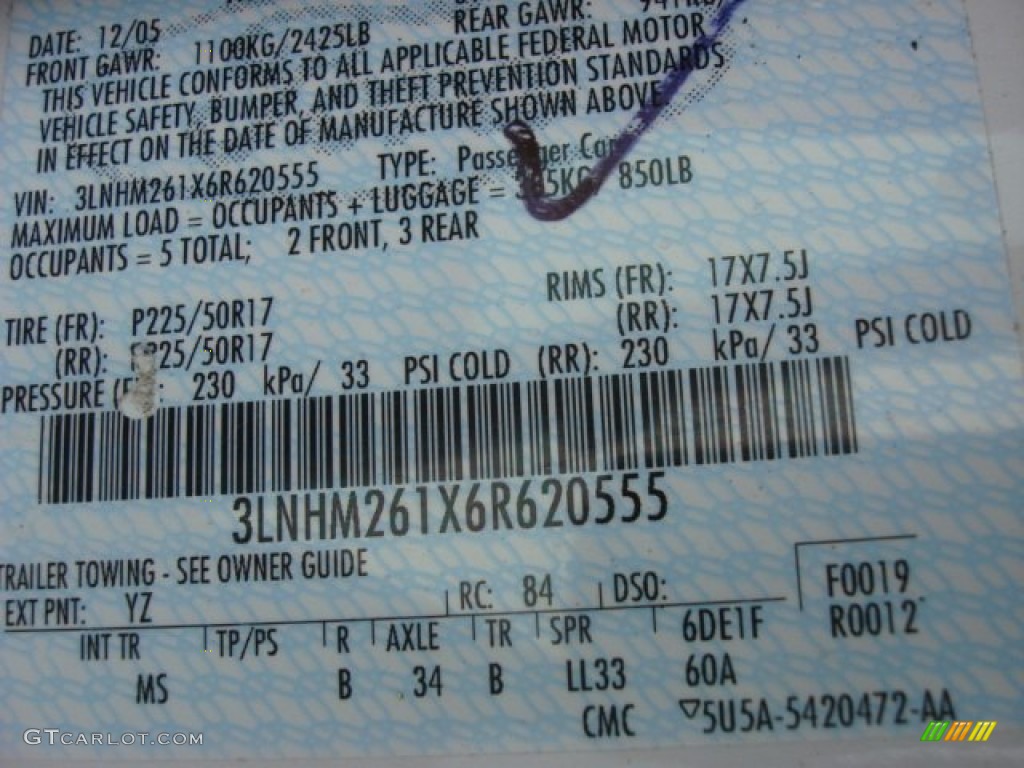 DATE: 12/05
FRONT GAWR: 1100KG/2425LB REAR GAWR:
THIS VEHICLE CONFORMS TO ALL APPLICABLE FEDERAL MOTOR
VEHICLE SAFETY, BUMPER, AND THEFT PREVENTION STANDARDS
IN EFFECT ON THE DATE OF MANUFACTURE SHOWN ABOVE
VIN: 3LNHM261X6R620555 TYPE: Passenger Car
MAXIMUM LOAD = OCCUPANTS + LUGGAGE = 850LB
OCCUPANTS = 5 TOTAL; 2 FRONT, 3 REAR
TIRE (FR): P225/50R17 RIMS (FR): 17X7.5J
(RR): P225/50R17 (RR): 17X7.5J
PRESSURE 230 kPa/ 33 PSI COLD (RR): 230 kPa/ 33 PSI COLD
3LNHM261X6R620555
TRAILER TOWING - SEE OWNER GUIDE
EXT PNT: YZ RC: 84 DSO: F0019
INT TR TP/PS R AXLE TR SPR 6DE1F R0012
MS B 34 B LL33 60A
CMC 5U5A-5420472-AA
GTCARLOT.COM